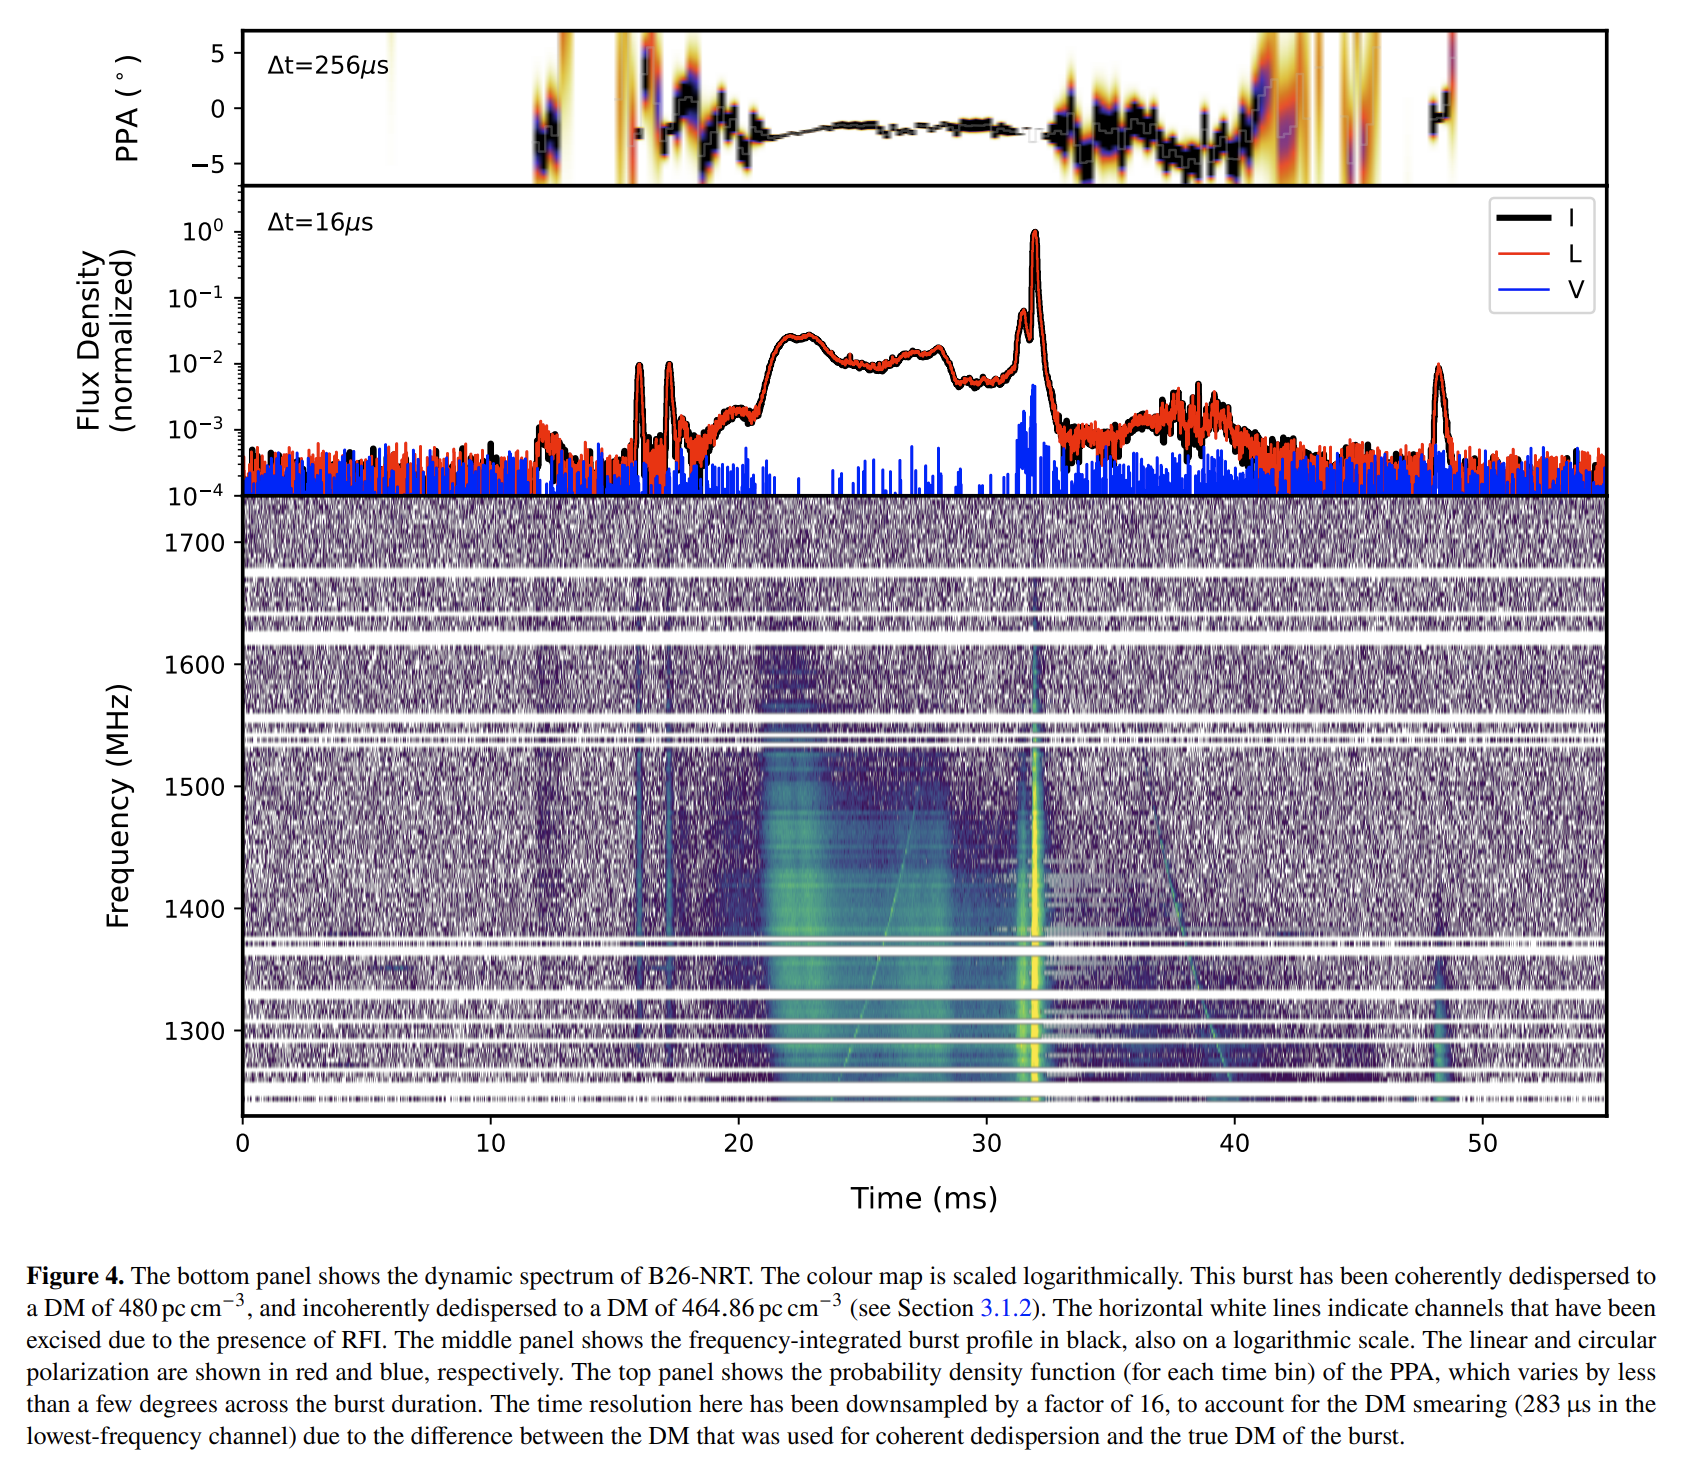 5
0
−5
PPA (°)
Δt=256μs
Δt=16μs
I
L
V
10⁰
10⁻¹
10⁻²
10⁻³
10⁻⁴
Flux Density
(normalized)
1700
1600
1500
1400
1300
Frequency (MHz)
0 10 20 30 40 50
Time (ms)
Figure 4. The bottom panel shows the dynamic spectrum of B26-NRT. The colour map is scaled logarithmically. This burst has been coherently dedispersed to
a DM of 480 pc cm⁻³, and incoherently dedispersed to a DM of 464.86 pc cm⁻³ (see Section 3.1.2). The horizontal white lines indicate channels that have been
excised due to the presence of RFI. The middle panel shows the frequency-integrated burst profile in black, also on a logarithmic scale. The linear and circular
polarization are shown in red and blue, respectively. The top panel shows the probability density function (for each time bin) of the PPA, which varies by less
than a few degrees across the burst duration. The time resolution here has been downsampled by a factor of 16, to account for the DM smearing (283 μs in the
lowest-frequency channel) due to the difference between the DM that was used for coherent dedispersion and the true DM of the burst.